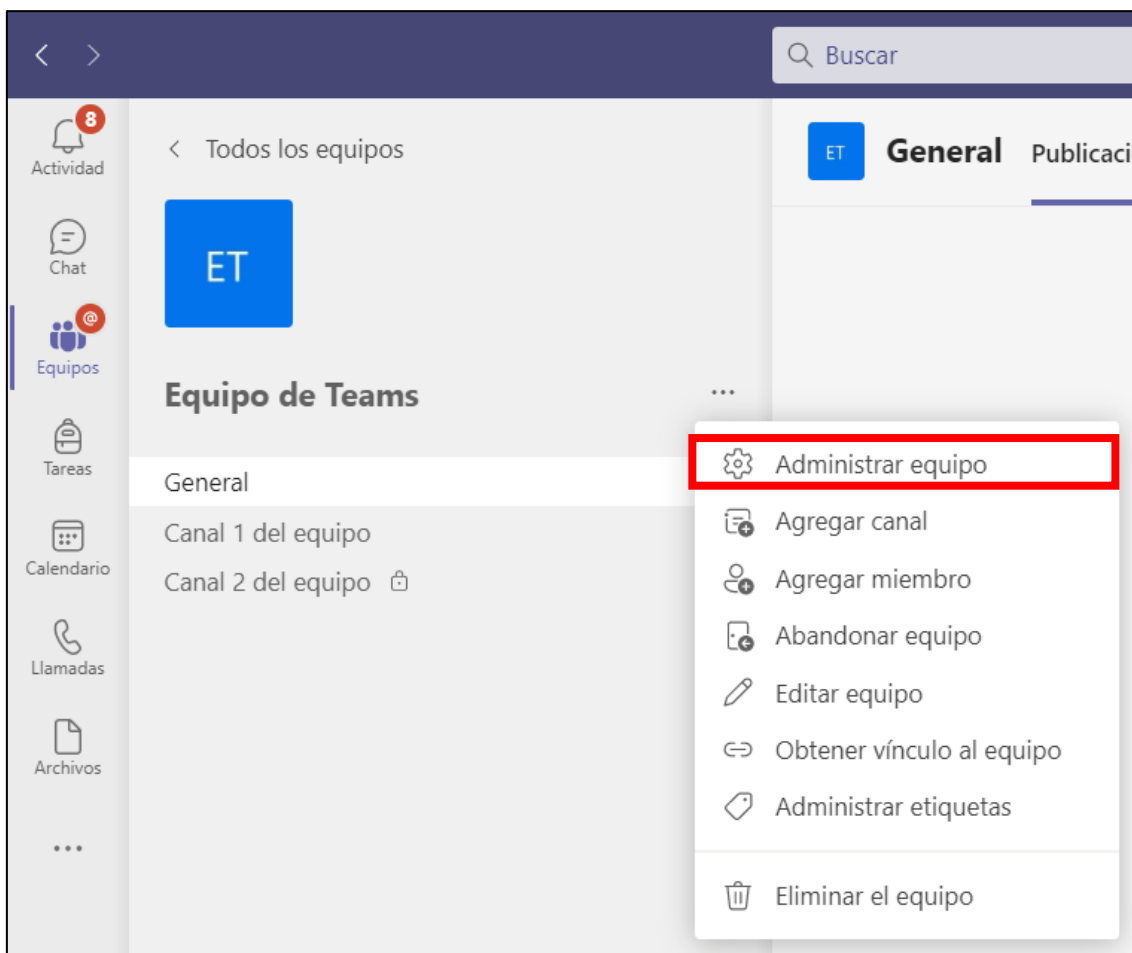 Buscar
8
Actividad
Chat
@
Equipos
Tareas
Calendario
Llamadas
Archivos
Todos los equipos
ET
Equipo de Teams
General
Canal 1 del equipo
Canal 2 del equipo
ET
General
Publicaci
Administrar equipo
Agregar canal
Agregar miembro
Abandonar equipo
Editar equipo
Obtener vínculo al equipo
Administrar etiquetas
Eliminar el equipo